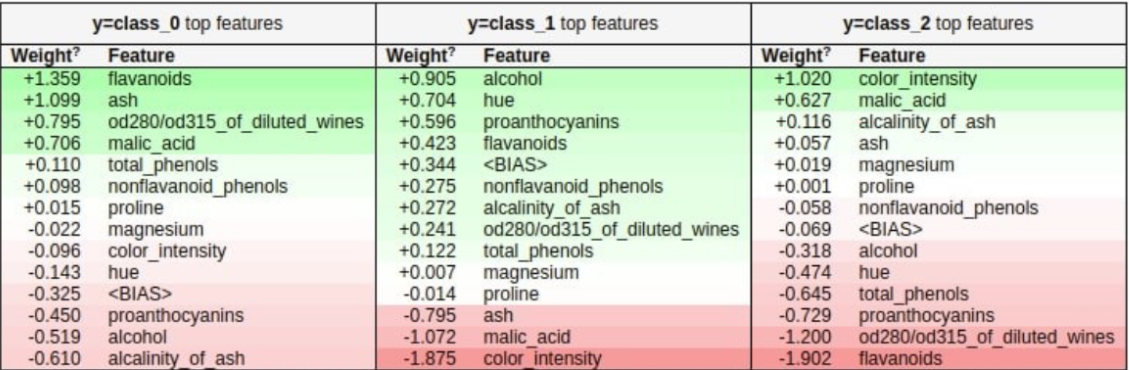 y=class_0 top features y=class_1 top features y=class_2 top features
Weight? Feature Weight? Feature Weight? Feature
+1.359 flavanoids +0.905 alcohol +1.020 color_intensity
+1.099 ash +0.704 hue +0.627 malic_acid
+0.795 od280/od315_of_diluted_wines +0.596 proanthocyanins +0.116 alcalinity_of_ash
+0.706 malic_acid +0.423 flavanoids +0.057 ash
+0.110 total_phenols +0.344 <BIAS> +0.019 magnesium
+0.098 nonflavanoid_phenols +0.275 nonflavanoid_phenols +0.001 proline
+0.015 proline +0.272 alcalinity_of_ash -0.058 nonflavanoid_phenols
-0.022 magnesium +0.241 od280/od315_of_diluted_wines -0.069 <BIAS>
-0.096 color_intensity +0.122 total_phenols -0.318 alcohol
-0.143 hue +0.007 magnesium -0.474 hue
-0.325 <BIAS> -0.014 proline -0.645 total_phenols
-0.450 proanthocyanins -0.795 ash -0.729 proanthocyanins
-0.519 alcohol -1.072 malic_acid -1.200 od280/od315_of_diluted_wines
-0.610 alcalinity_of_ash -1.875 color_intensity -1.902 flavanoids